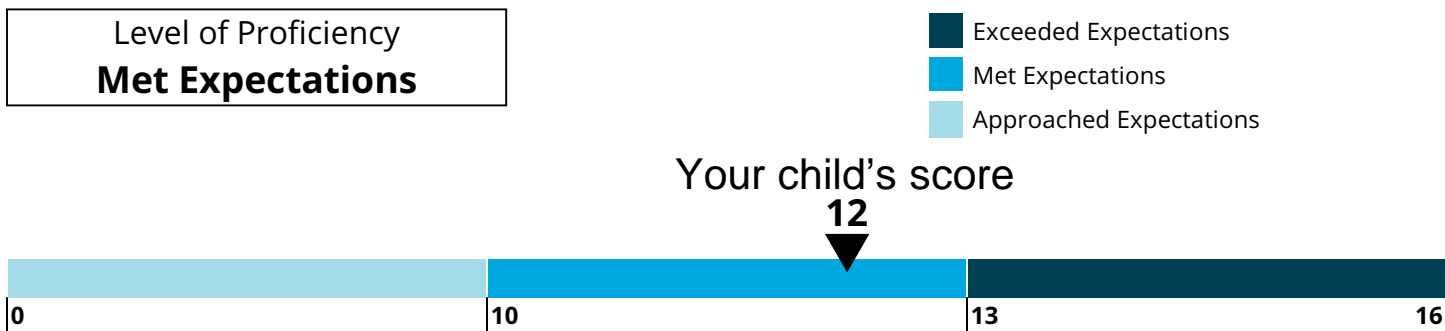 Level of Proficiency
Met Expectations
Exceeded Expectations
Met Expectations
Approached Expectations
Your child's score
12
0 10 13 16